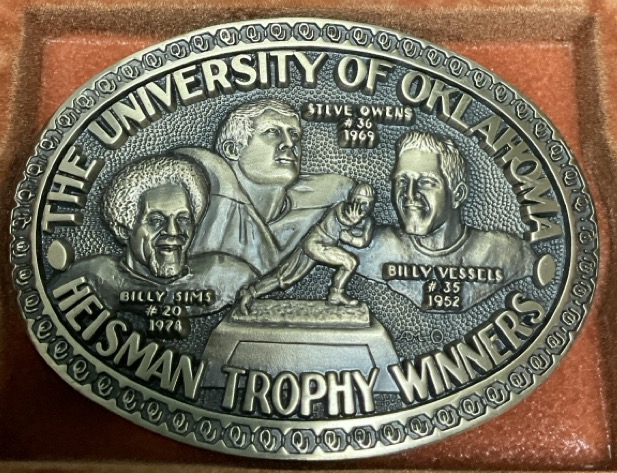 THE UNIVERSITY OF OKLAHOMA
STEVE OWENS
# 36
1969
BILLY SIMS
# 20
1978
BILLY VESSELS
# 35
1952
HEISMAN TROPHY WINNERS